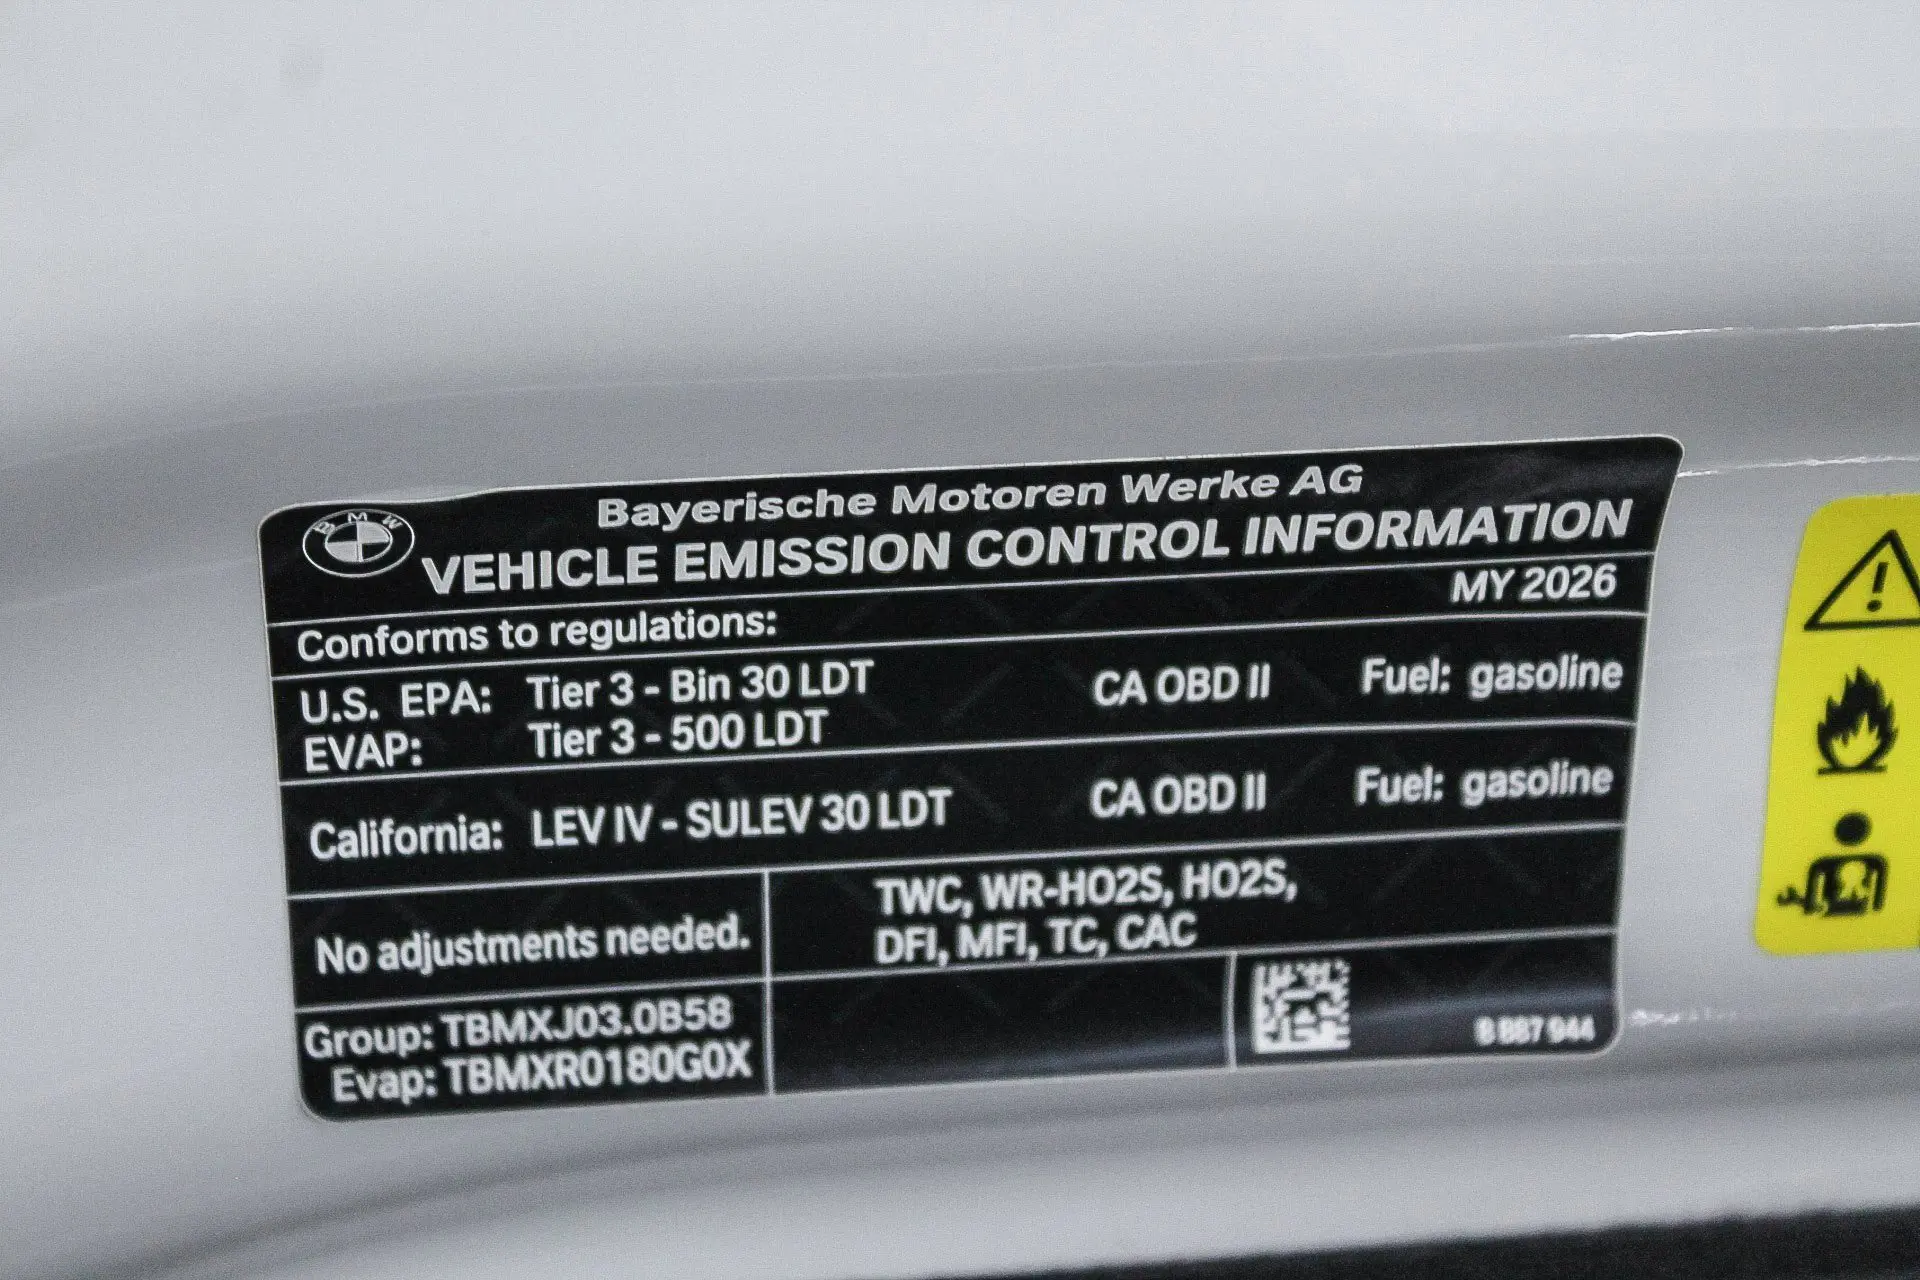 BMW
Bayerische Motoren Werke AG
VEHICLE EMISSION CONTROL INFORMATION
MY 2026
Conforms to regulations:
U.S. EPA: Tier 3 - Bin 30 LDT CA OBD II Fuel: gasoline
EVAP: Tier 3 - 500 LDT
California: LEV IV - SULEV 30 LDT CA OBD II Fuel: gasoline
No adjustments needed.
TWC, WR-HO2S, HO2S,
DFI, MFI, TC, CAC
Group: TBMXJ03.0B58
Evap: TBMXR0180G0X
8 887 944